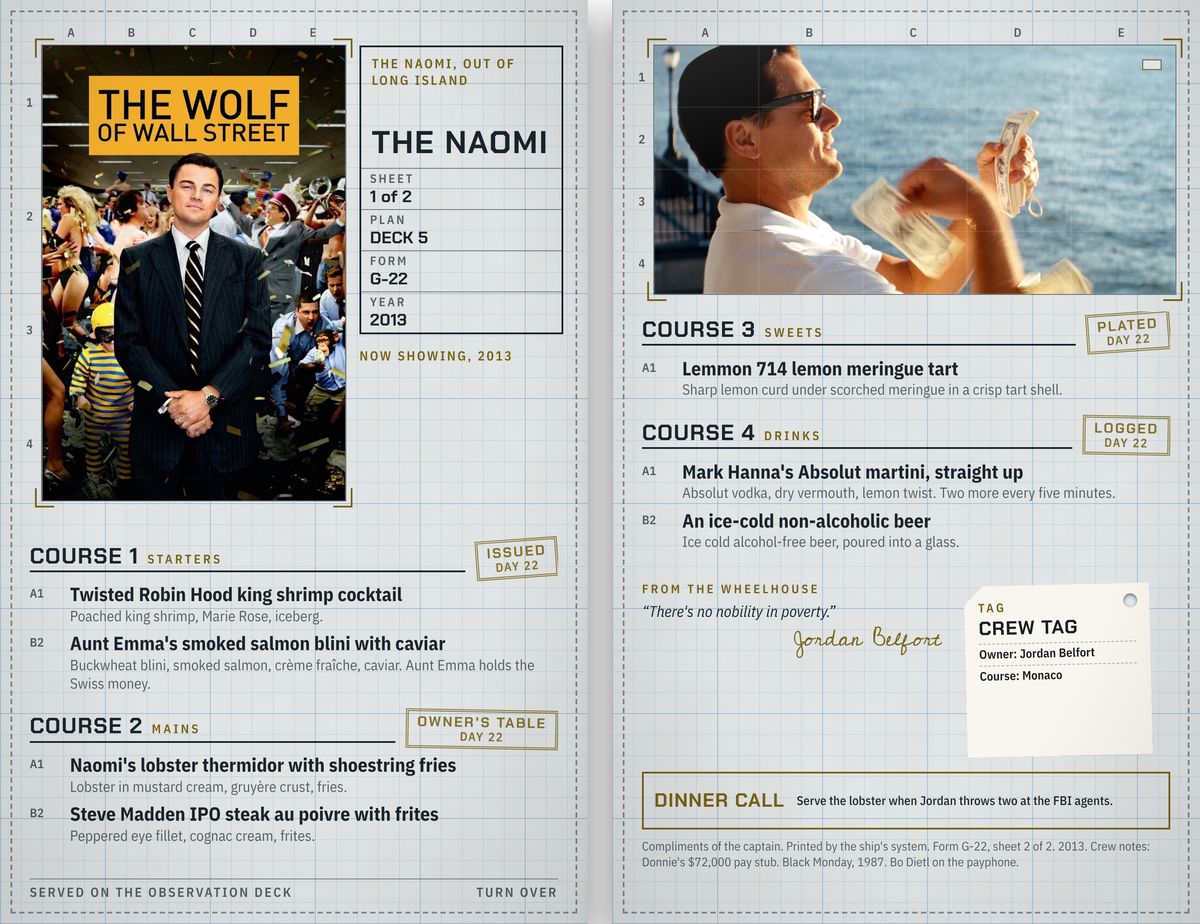 A B C D E
1
2
3
4
THE WOLF
OF WALL STREET
THE NAOMI, OUT OF
LONG ISLAND
THE NAOMI
SHEET
1 of 2
PLAN
DECK 5
FORM
G-22
YEAR
2013
NOW SHOWING, 2013
COURSE 1 STARTERS
ISSUED
DAY 22
A1 Twisted Robin Hood king shrimp cocktail
Poached king shrimp, Marie Rose, iceberg.
B2 Aunt Emma's smoked salmon blini with caviar
Buckwheat blini, smoked salmon, crème fraîche, caviar. Aunt Emma holds the
Swiss money.
COURSE 2 MAINS
OWNER'S TABLE
DAY 22
A1 Naomi's lobster thermidor with shoestring fries
Lobster in mustard cream, gruyère crust, fries.
B2 Steve Madden IPO steak au poivre with frites
Peppered eye fillet, cognac cream, frites.
SERVED ON THE OBSERVATION DECK TURN OVER
A B C D E
1
2
3
4
COURSE 3 SWEETS
PLATED
DAY 22
A1 Lemmon 714 lemon meringue tart
Sharp lemon curd under scorched meringue in a crisp tart shell.
COURSE 4 DRINKS
LOGGED
DAY 22
A1 Mark Hanna's Absolut martini, straight up
Absolut vodka, dry vermouth, lemon twist. Two more every five minutes.
B2 An ice-cold non-alcoholic beer
Ice cold alcohol-free beer, poured into a glass.
FROM THE WHEELHOUSE
“There's no nobility in poverty.”
Jordan Belfort
TAG
CREW TAG
Owner: Jordan Belfort
Course: Monaco
DINNER CALL Serve the lobster when Jordan throws two at the FBI agents.
Compliments of the captain. Printed by the ship's system. Form G-22, sheet 2 of 2. 2013. Crew notes:
Donnie's $72,000 pay stub. Black Monday, 1987. Bo Dietl on the payphone.